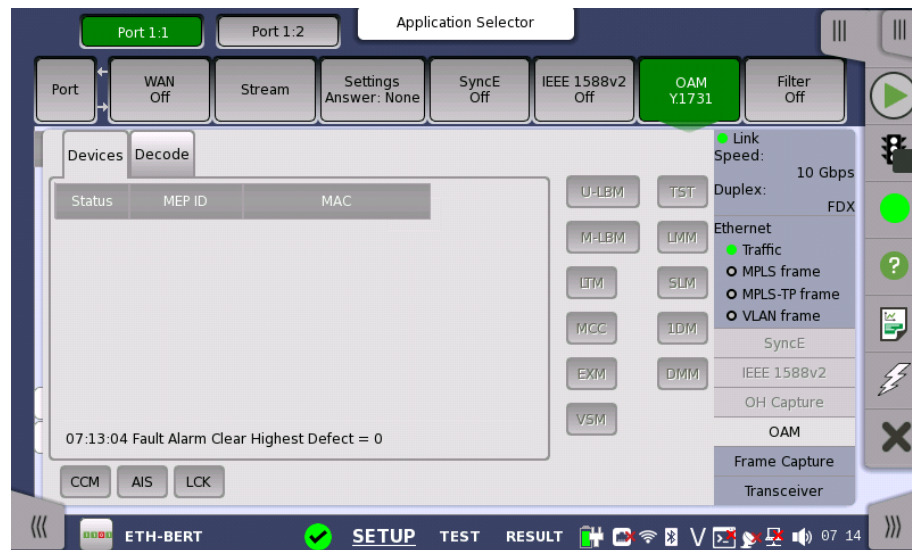 Application Selector
Port 1:1
Port 1:2
Port
WAN
Off
Stream
Settings
Answer: None
SyncE
Off
IEEE 1588v2
Off
OAM
Y.1731
Filter
Off
Devices
Decode
Status
MEP ID
MAC
U-LBM
TST
M-LBM
LMM
LTM
SLM
MCC
1DM
EXM
DMM
VSM
07:13:04 Fault Alarm Clear Highest Defect = 0
CCM
AIS
LCK
Link
Speed:
10 Gbps
Duplex:
FDX
Ethernet
Traffic
MPLS frame
MPLS-TP frame
VLAN frame
SyncE
IEEE 1588v2
OH Capture
OAM
Frame Capture
Transceiver
ETH-BERT
SETUP
TEST
RESULT
V
07 14